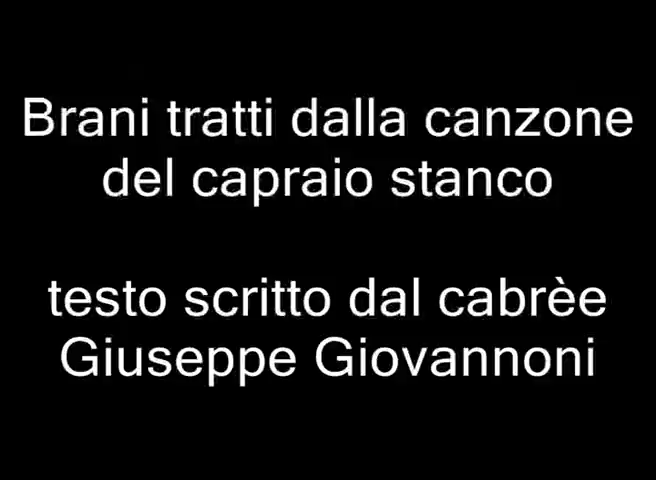 Brani tratti dalla canzone
del capraio stanco
testo scritto dal cabrèe
Giuseppe Giovannoni